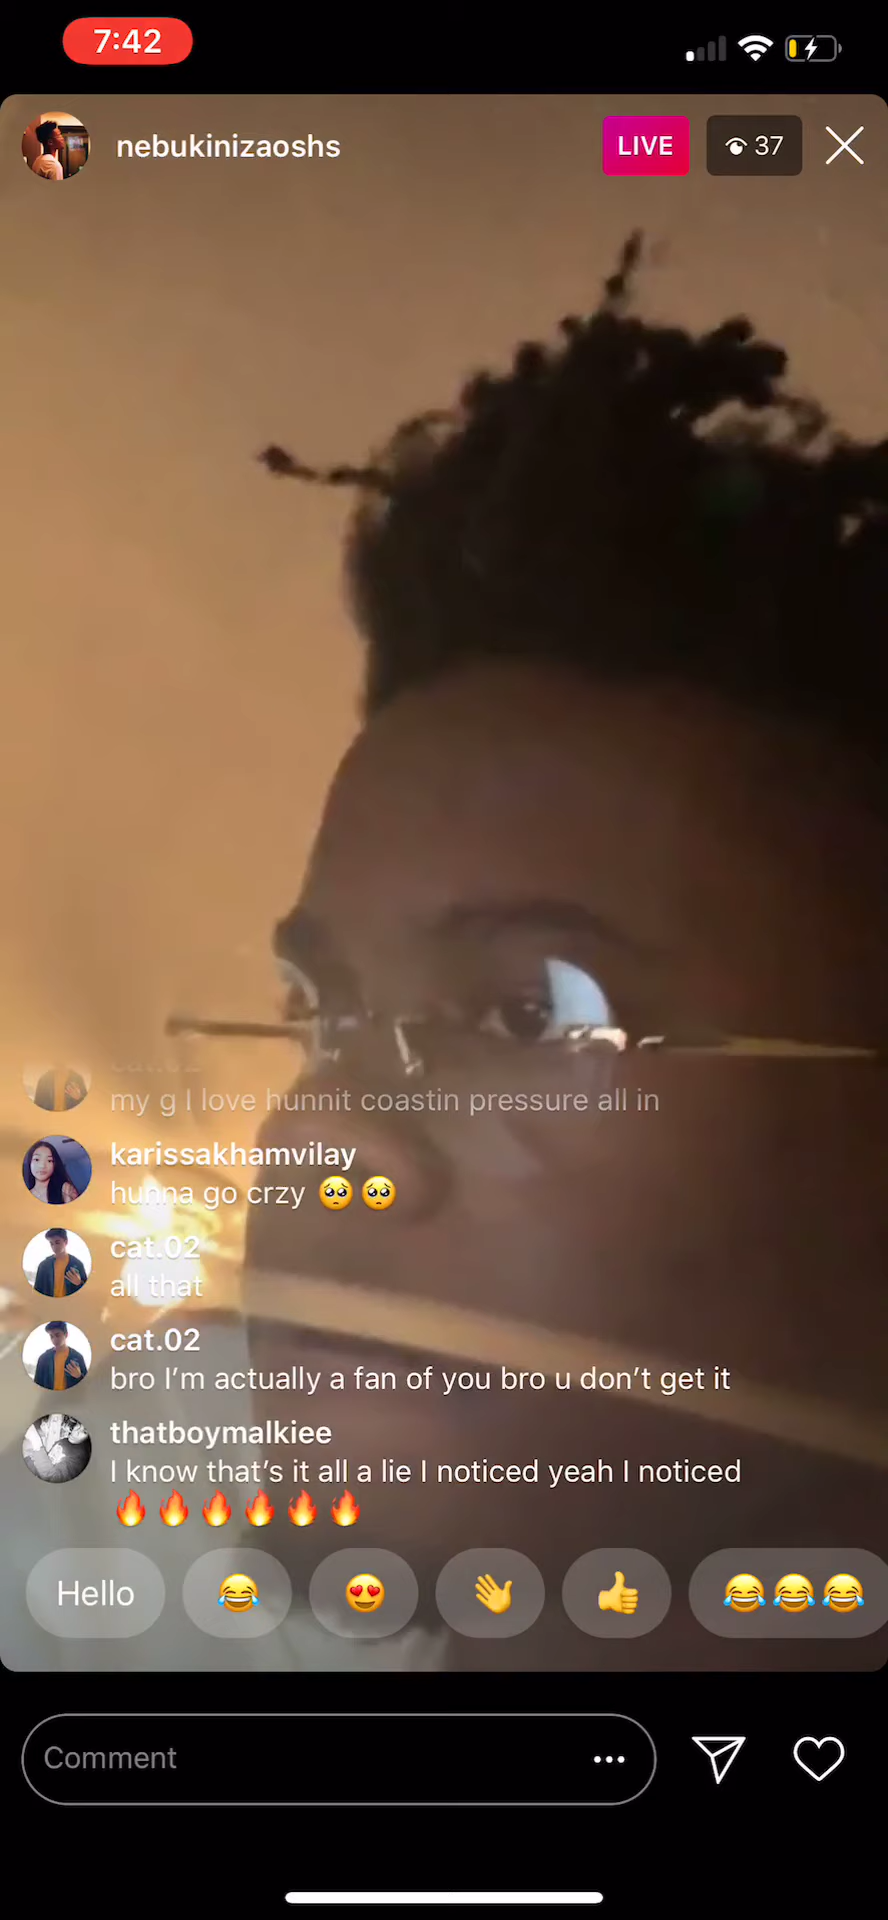 7:42
nebukinizaoshs
LIVE
37
cat.02
my g I love hunnit coastin pressure all in
karissakhamvilay
hunna go crzy 🥺🥺
cat.02
all that
cat.02
bro I’m actually a fan of you bro u don’t get it
thatboymalkiee
I know that’s it all a lie I noticed yeah I noticed
🔥🔥🔥🔥🔥🔥
Hello 😂 😍 👋 👍 😂😂😂
Comment